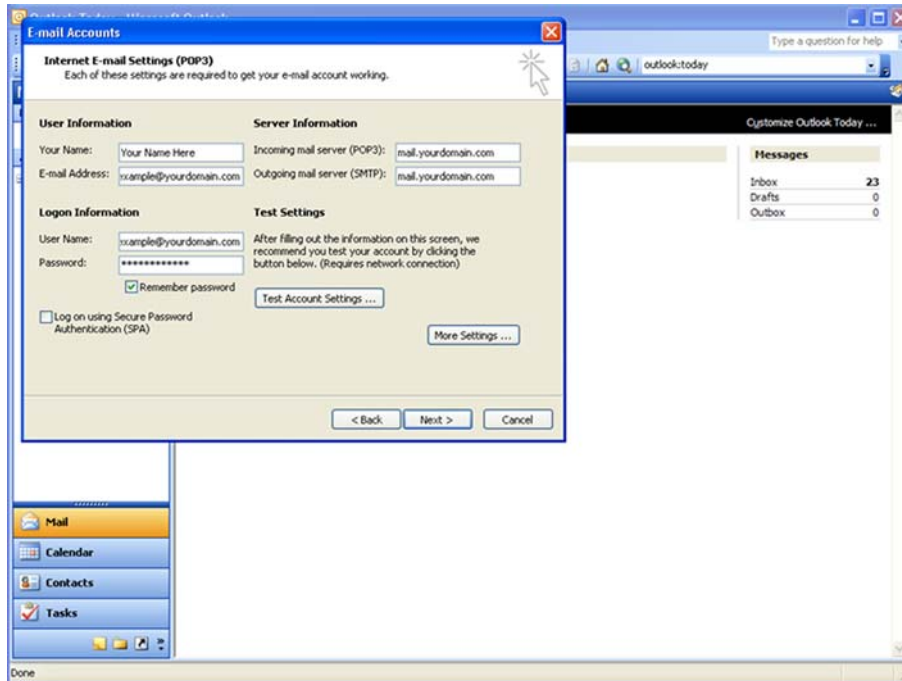 E-mail Accounts
Type a question for help
outlook:today
Internet E-mail Settings (POP3)
Each of these settings are required to get your e-mail account working.
Customize Outlook Today ...
User Information
Server Information
Your Name:
Your Name Here
Incoming mail server (POP3):
mail.yourdomain.com
Messages
E-mail Address:
example@yourdomain.com
Outgoing mail server (SMTP):
mail.yourdomain.com
Inbox 23
Drafts 0
Outbox 0
Logon Information
Test Settings
User Name:
example@yourdomain.com
After filling out the information on this screen, we
recommend you test your account by clicking the
button below. (Requires network connection)
Password:
************
Remember password
Test Account Settings ...
Log on using Secure Password
Authentication (SPA)
More Settings ...
< Back
Next >
Cancel
Mail
Calendar
Contacts
Tasks
Done